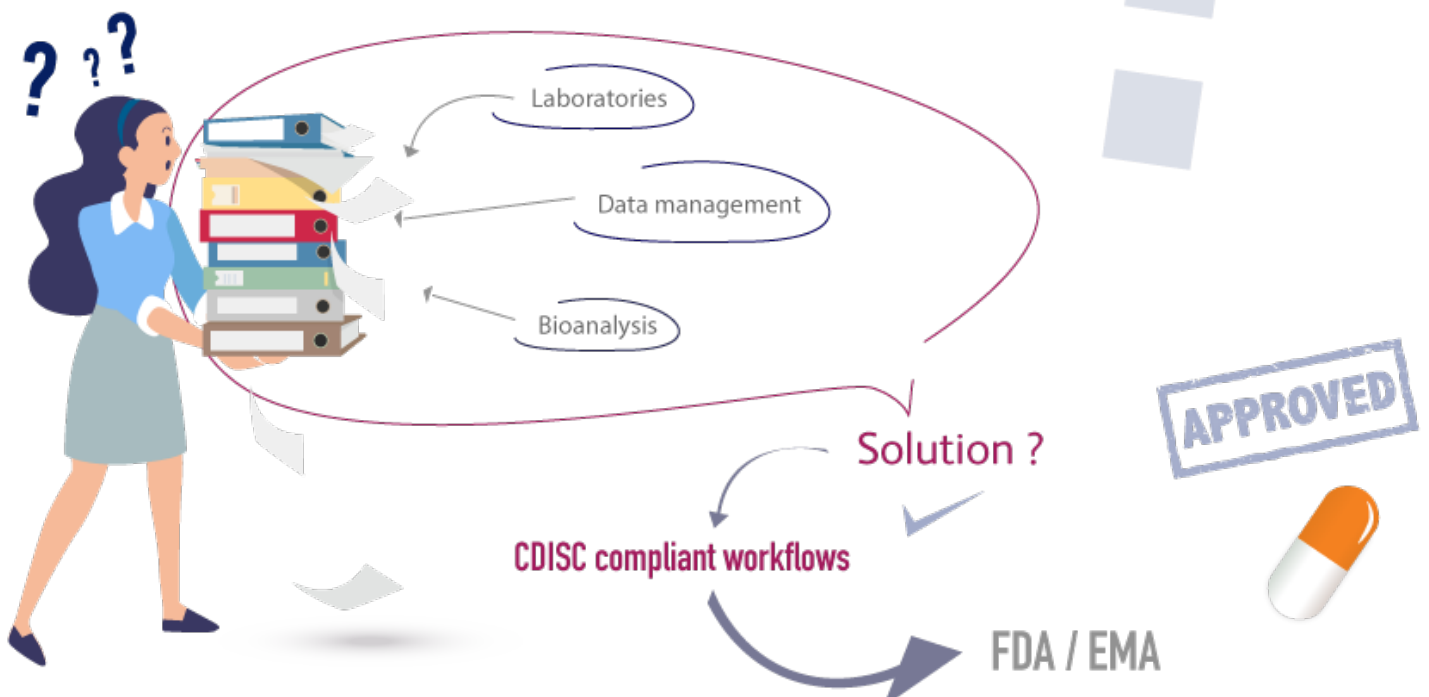 ? ? ?
Laboratories
Data management
Bioanalysis
Solution ?
APPROVED
CDISC compliant workflows
FDA / EMA